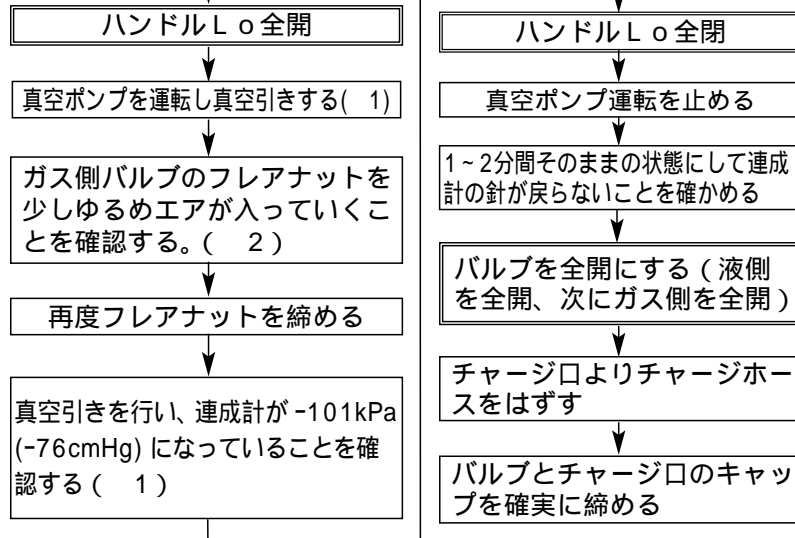 ハンドルLo全開
真空ポンプを運転し真空引きする( 1)
ガス側バルブのフレアナットを
少しゆるめエアが入っていくこ
とを確認する。( 2)
再度フレアナットを締める
真空引きを行い、連成計が-101kPa
(-76cmHg) になっていることを確
認する( 1)
ハンドルLo全閉
真空ポンプ運転を止める
1~2分間そのままの状態にして連成
計の針が戻らないことを確かめる
バルブを全開にする(液側
を全開、次にガス側を全開)
チャージ口よりチャージホー
スをはずす
バルブとチャージ口のキャッ
プを確実に締める